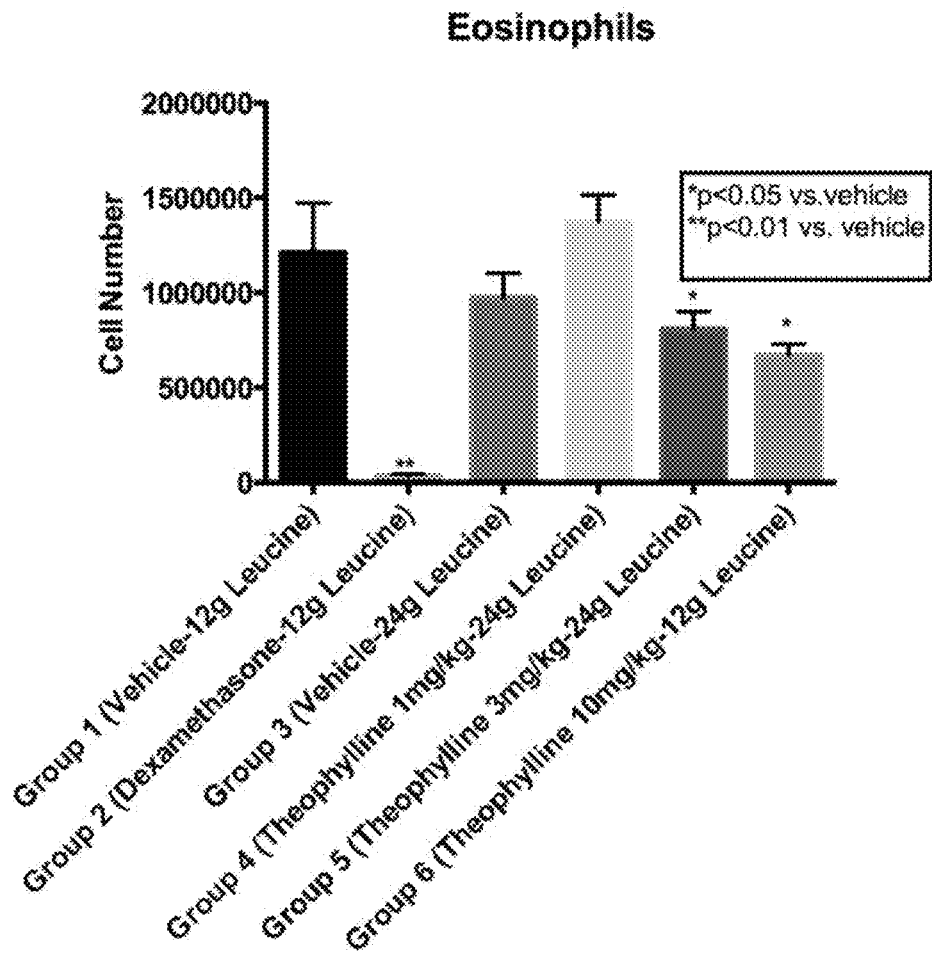 Eosinophils
2000000
1500000
1000000
500000
0
Cell Number
*p<0.05 vs.vehicle
**p<0.01 vs. vehicle
**
*
*
Group 1 (Vehicle-12g Leucine)
Group 2 (Dexamethasone-12g Leucine)
Group 3 (Vehicle-24g Leucine)
Group 4 (Theophylline 1mg/kg-24g Leucine)
Group 5 (Theophylline 3mg/kg-24g Leucine)
Group 6 (Theophylline 10mg/kg-12g Leucine)